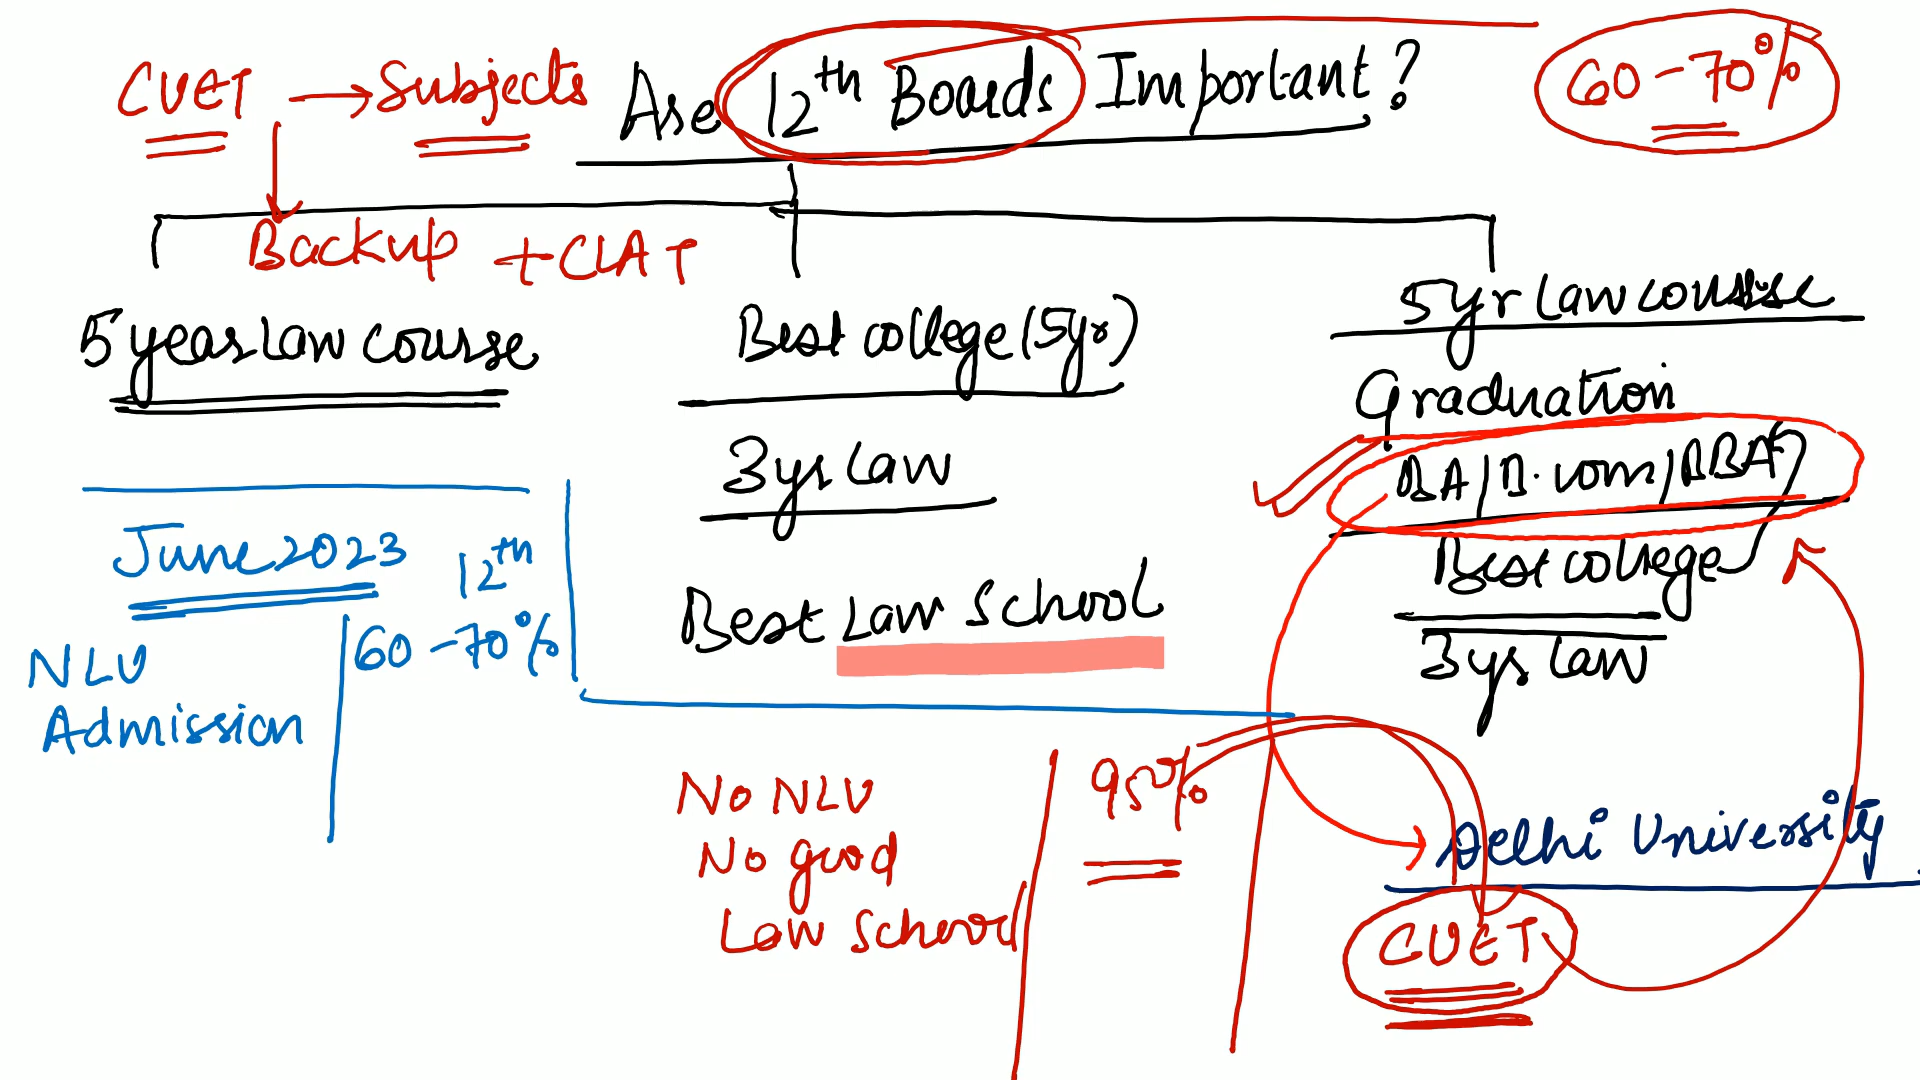 CUET → Subjects
Are 12th Boards Important?
60-70%
Backup + CLAT
5 year Law course
Best college (5yr)
3yr Law
Best Law School
5yr Law course
Graduation
BA/B.com/BBA
Best college
3yr Law
June 2023
12th
NLU
Admission
60-70%
No NLU
No good
Law School
95%
Delhi University
CUET